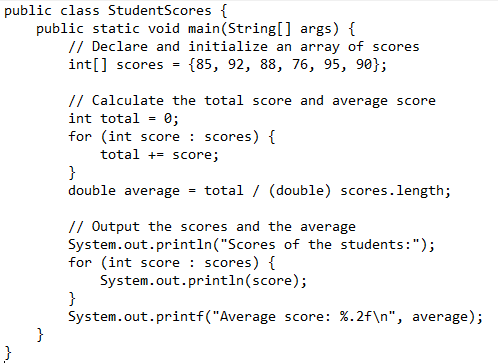 public class StudentScores {
    public static void main(String[] args) {
        // Declare and initialize an array of scores
        int[] scores = {85, 92, 88, 76, 95, 90};

        // Calculate the total score and average score
        int total = 0;
        for (int score : scores) {
            total += score;
        }
        double average = total / (double) scores.length;

        // Output the scores and the average
        System.out.println("Scores of the students:");
        for (int score : scores) {
            System.out.println(score);
        }
        System.out.printf("Average score: %.2f\n", average);
    }
}